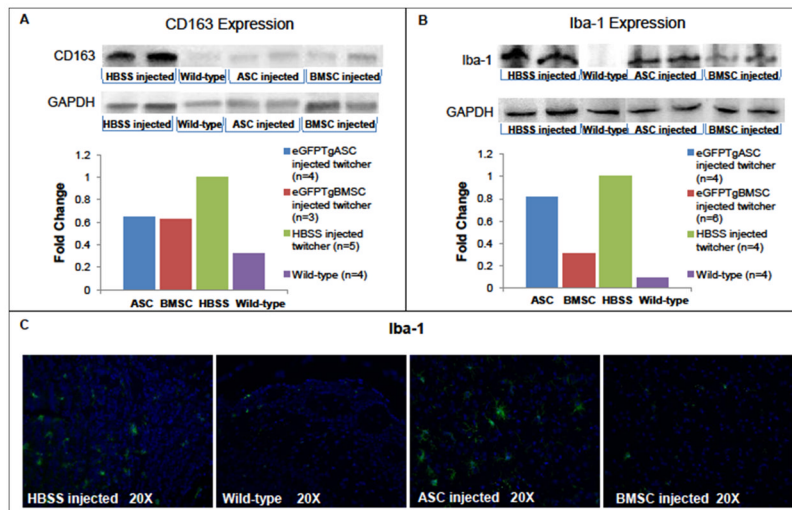 A
CD163 Expression
CD163
HBSS injected Wild-type ASC injected BMSC injected
GAPDH
HBSS injected Wild-type ASC injected BMSC injected
Fold Change
1.2
1
0.8
0.6
0.4
0.2
0
ASC BMSC HBSS Wild-type
eGFPTgASC
injected twitcher
(n=4)
eGFPTgBMSC
injected twitcher
(n=3)
HBSS injected
twitcher (n=5)
Wild-type (n=4)
B
Iba-1 Expression
Iba-1
HBSS injected Wild-type ASC injected BMSC injected
GAPDH
HBSS injected Wild-type ASC injected BMSC injected
Fold Change
1.2
1
0.8
0.6
0.4
0.2
0
ASC BMSC HBSS Wild-type
eGFPTgASC
injected twitcher
(n=4)
eGFPTgBMSC
injected twitcher
(n=6)
HBSS injected
twitcher (n=4)
Wild-type (n=4)
C
Iba-1
HBSS injected 20X
Wild-type 20X
ASC injected 20X
BMSC injected 20X